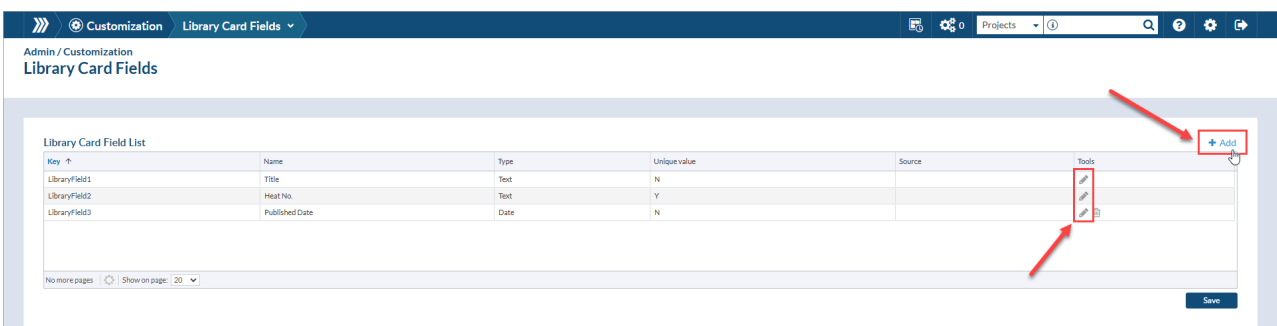 Customization Library Card Fields 0 Projects
Admin / Customization
Library Card Fields
Library Card Field List + Add
Key ↑ Name Type Unique value Source Tools
LibraryField1 Title Text N
LibraryField2 Heat No. Text Y
LibraryField3 Published Date Date N
No more pages Show on page: 20
Save